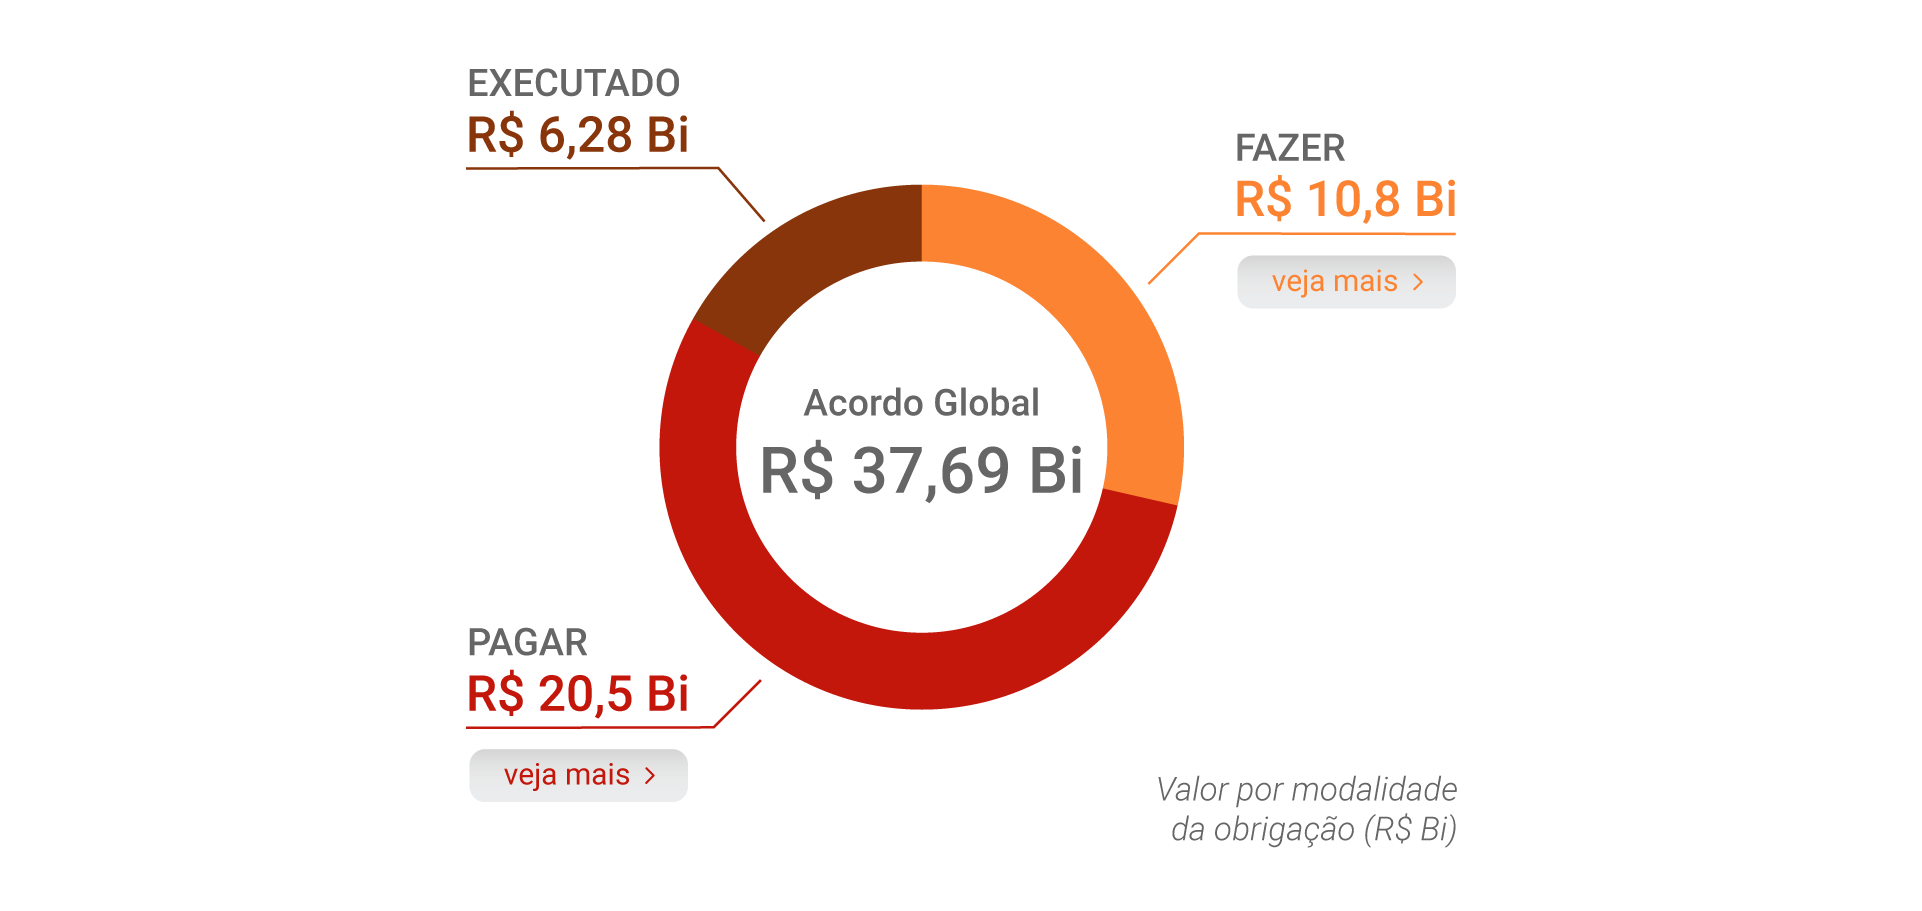 EXECUTADO
R$ 6,28 Bi
FAZER
R$ 10,8 Bi
veja mais >
Acordo Global
R$ 37,69 Bi
PAGAR
R$ 20,5 Bi
veja mais >
Valor por modalidade
da obrigação (R$ Bi)